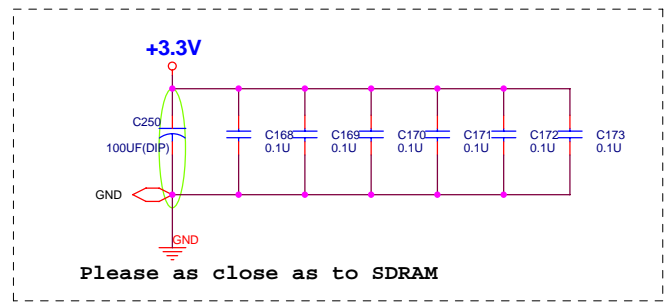 +3.3V
C250
100UF(DIP)
C168
0.1U
C169
0.1U
C170
0.1U
C171
0.1U
C172
0.1U
C173
0.1U
GND
GND
Please as close as to SDRAM